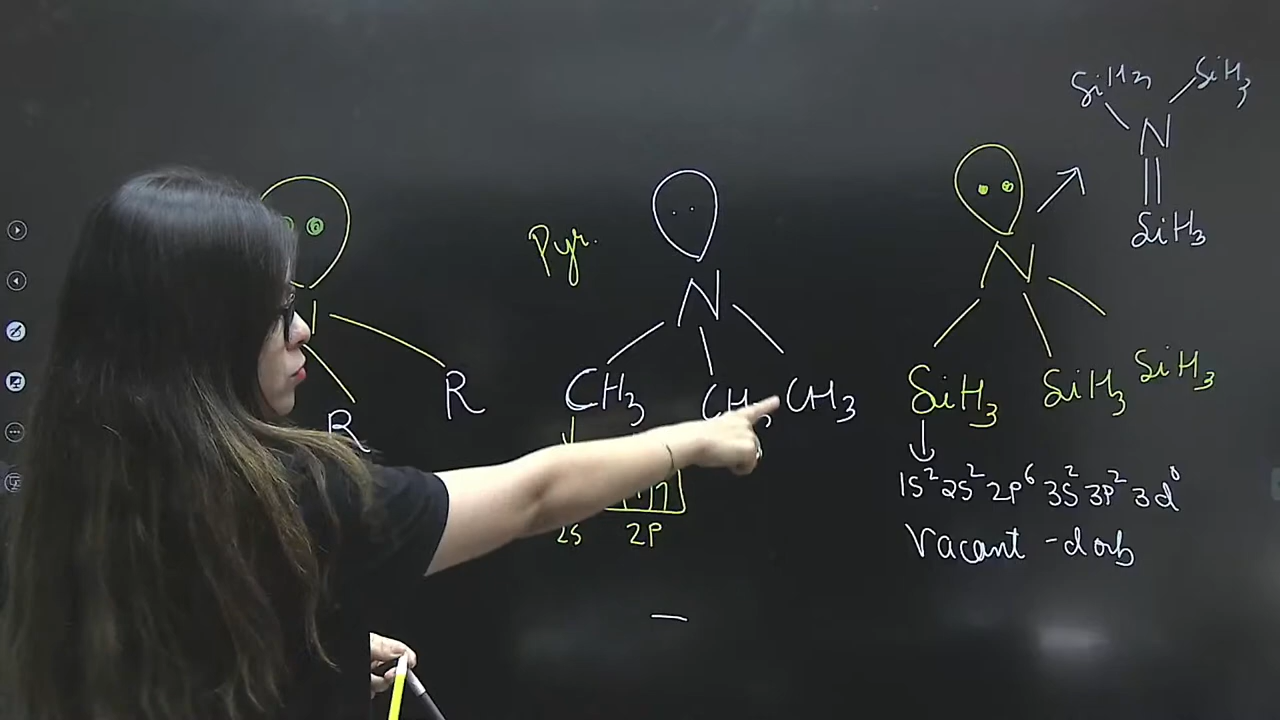 SiH3 SiH3
N
SiH3
Pyr.
N
N
R
R
CH3 CH3 CH3
SiH3 SiH3 SiH3
1S² 2S² 2P⁶ 3S² 3P² 3d⁰
2S 2P
Vacant - d orb